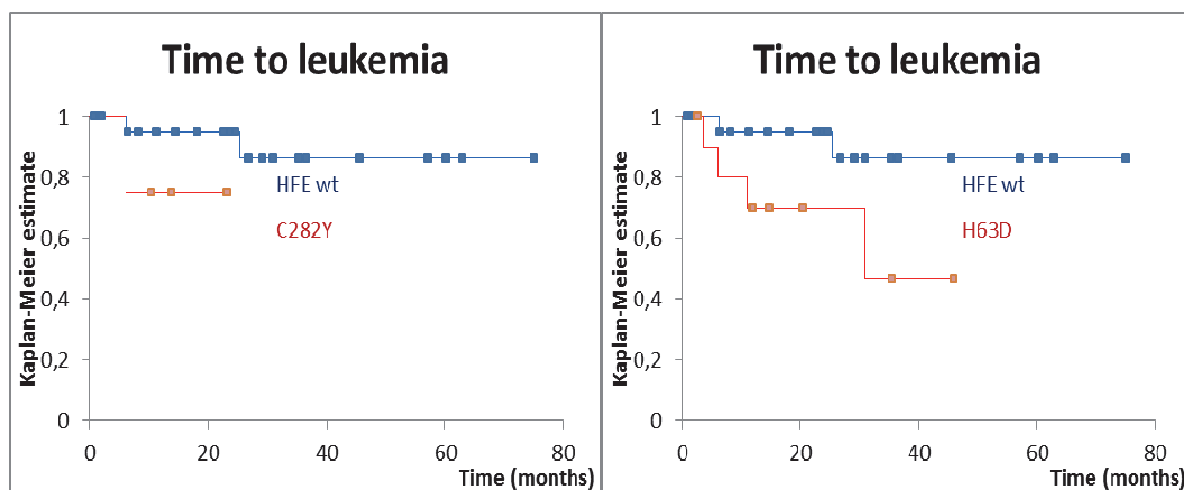 Time to leukemia
Kaplan-Meier estimate
1
0,8
0,6
0,4
0,2
0
HFE wt
C282Y
0 20 40 60 80
Time (months)
Time to leukemia
Kaplan-Meier estimate
1
0,8
0,6
0,4
0,2
0
HFE wt
H63D
0 20 40 60 80
Time (months)